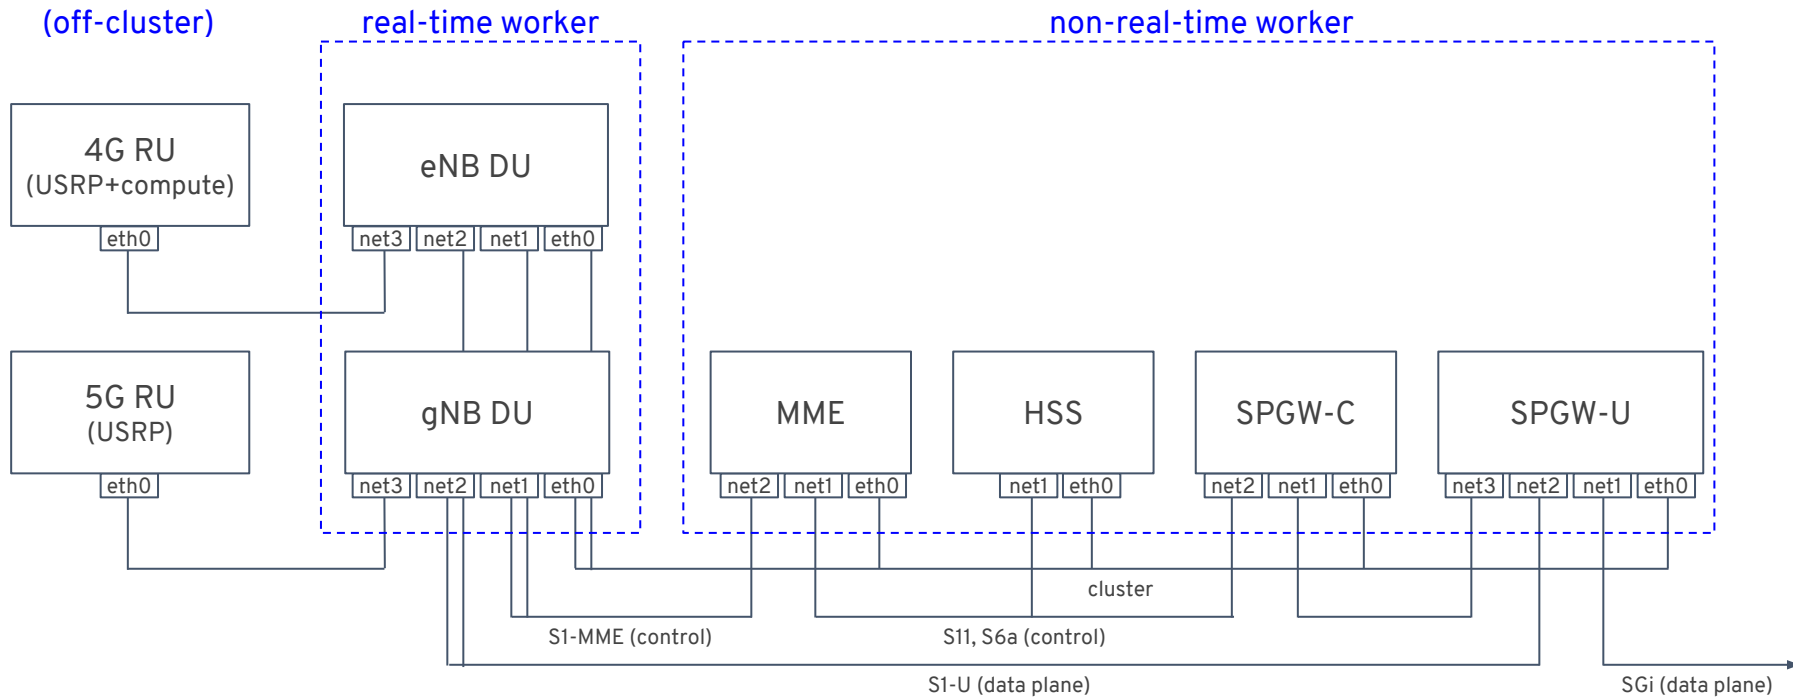 (off-cluster)
real-time worker
non-real-time worker
4G RU
(USRP+compute)
eNB DU
eth0
net3 net2 net1 eth0
5G RU
(USRP)
gNB DU
MME
HSS
SPGW-C
SPGW-U
eth0
net3 net2 net1 eth0
net2 net1 eth0
net1 eth0
net2 net1 eth0
net3 net2 net1 eth0
cluster
S1-MME (control)
S11, S6a (control)
S1-U (data plane)
SGi (data plane)